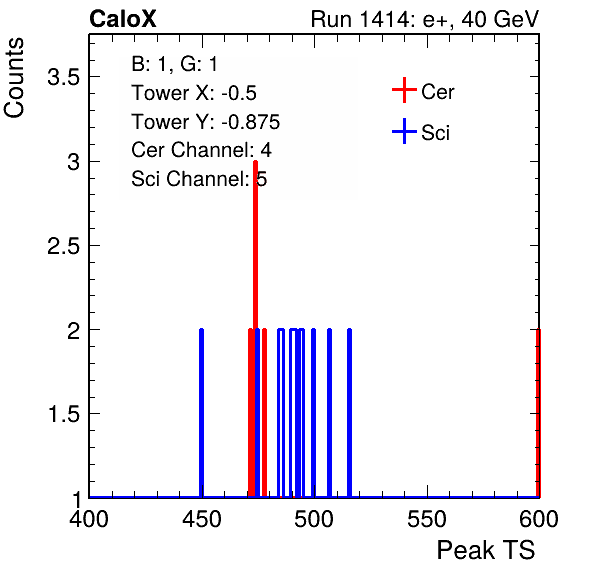 CaloX Run 1414: e+, 40 GeV
Counts
B: 1, G: 1
Tower X: -0.5
Tower Y: -0.875
Cer Channel: 4
Sci Channel: 5
Cer
Sci
3.5
3
2.5
2
1.5
1
400 450 500 550 600
Peak TS